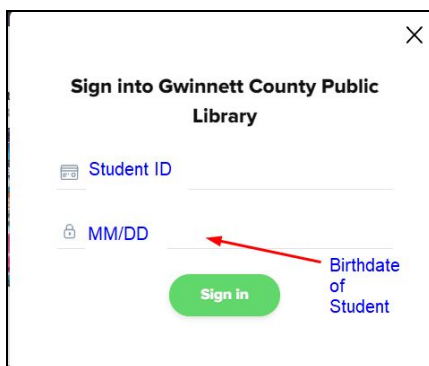 Sign into Gwinnett County Public
Library
Student ID
MM/DD
Birthdate
of
Student
Sign in